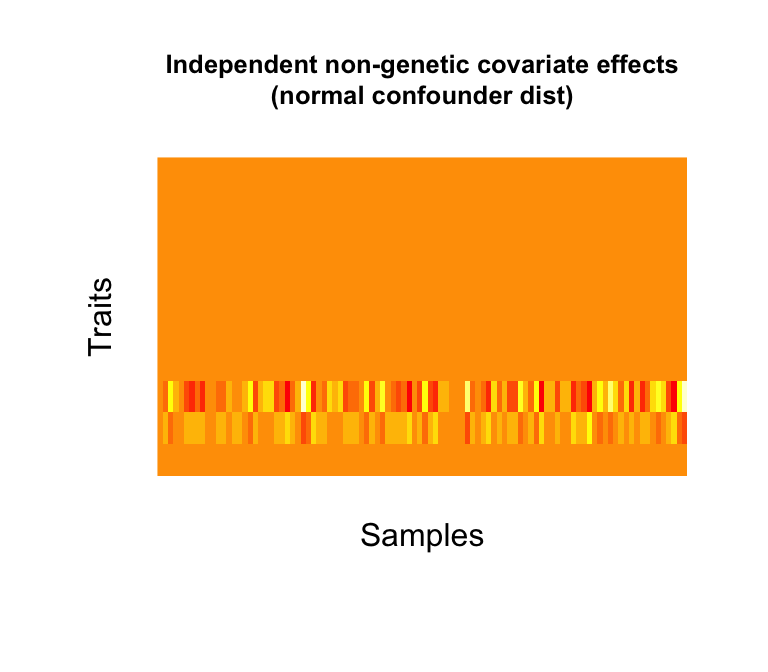 Independent non-genetic covariate effects
(normal confounder dist)
Traits
Samples